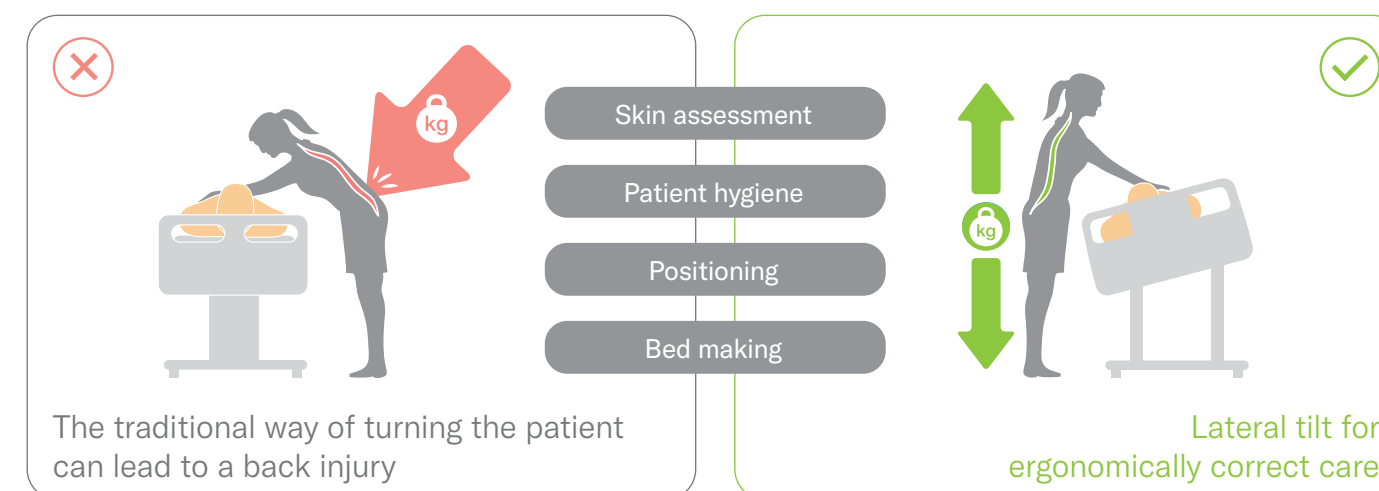 kg
Skin assessment
Patient hygiene
Positioning
Bed making
kg
The traditional way of turning the patient
can lead to a back injury
Lateral tilt for
ergonomically correct care